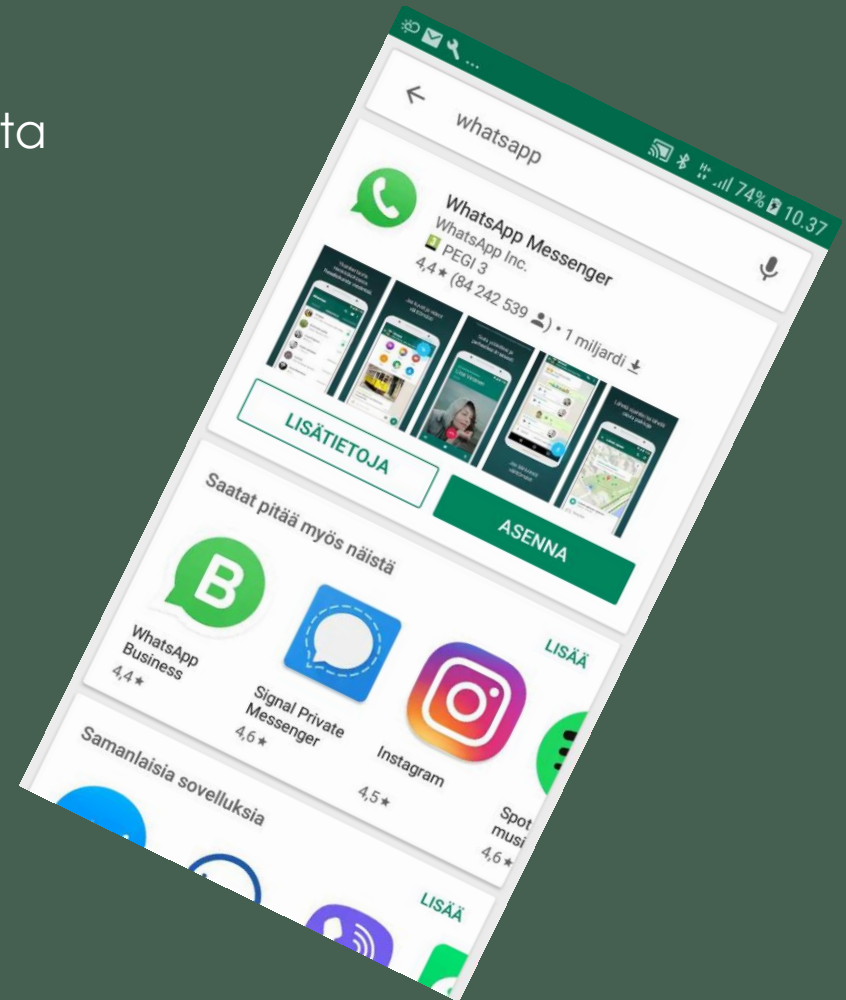 ta
74% 10.37
whatsapp
WhatsApp Messenger
WhatsApp Inc.
PEGI 3
4,4★ (84 242 539 ) • 1 miljardi
LISÄTIETOJA
ASENNA
Saatat pitää myös näistä
LISÄÄ
WhatsApp
Business
4,4★
Signal Private
Messenger
4,6★
Instagram
4,5★
Spot
musi
4,6★
Samanlaisia sovelluksia
LISÄÄ